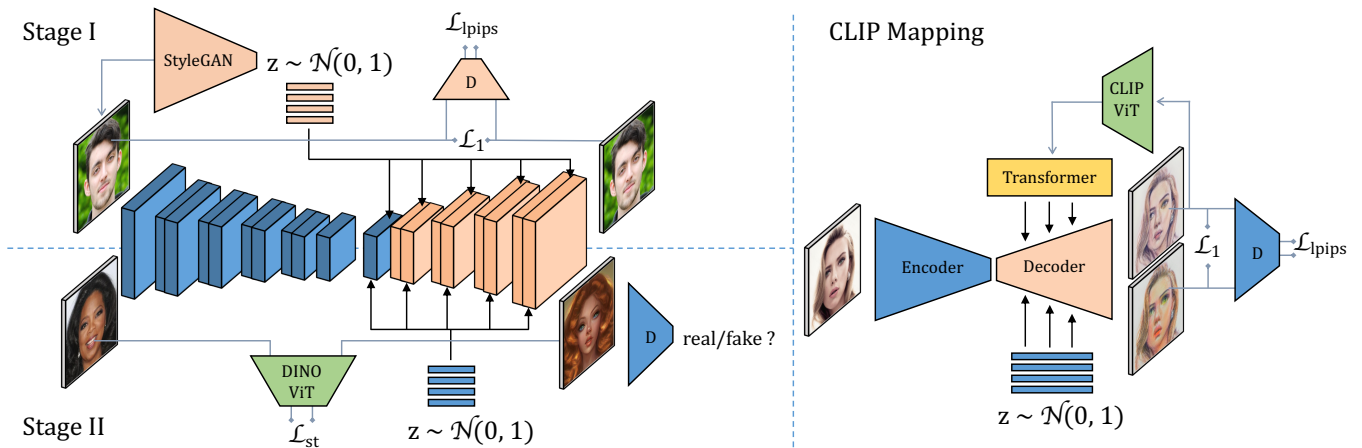 Stage I
StyleGAN
z ~ 𝒩(0, 1)
ℒlpips
D
ℒ1
DINO
ViT
ℒst
z ~ 𝒩(0, 1)
D
real/fake ?
Stage II
CLIP Mapping
CLIP
ViT
Transformer
Encoder
Decoder
ℒ1
D
ℒlpips
z ~ 𝒩(0, 1)